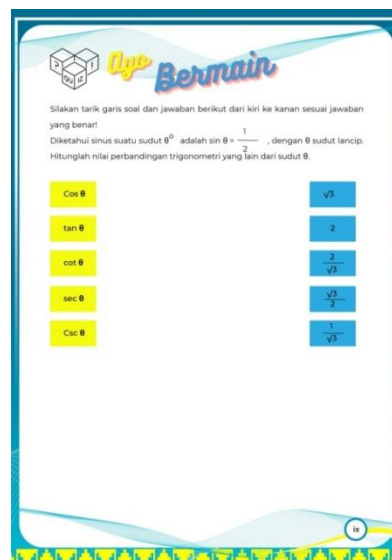 ? ! QU IZ
Ayo Bermain
Silakan tarik garis soal dan jawaban berikut dari kiri ke kanan sesuai jawaban
yang benar!
Diketahui sinus suatu sudut θ° adalah sin θ = 1/2 , dengan θ sudut lancip.
Hitunglah nilai perbandingan trigonometri yang lain dari sudut θ.
Cos θ
√3
tan θ
2
cot θ
2/√3
sec θ
√3/2
Csc θ
1/√3
ix